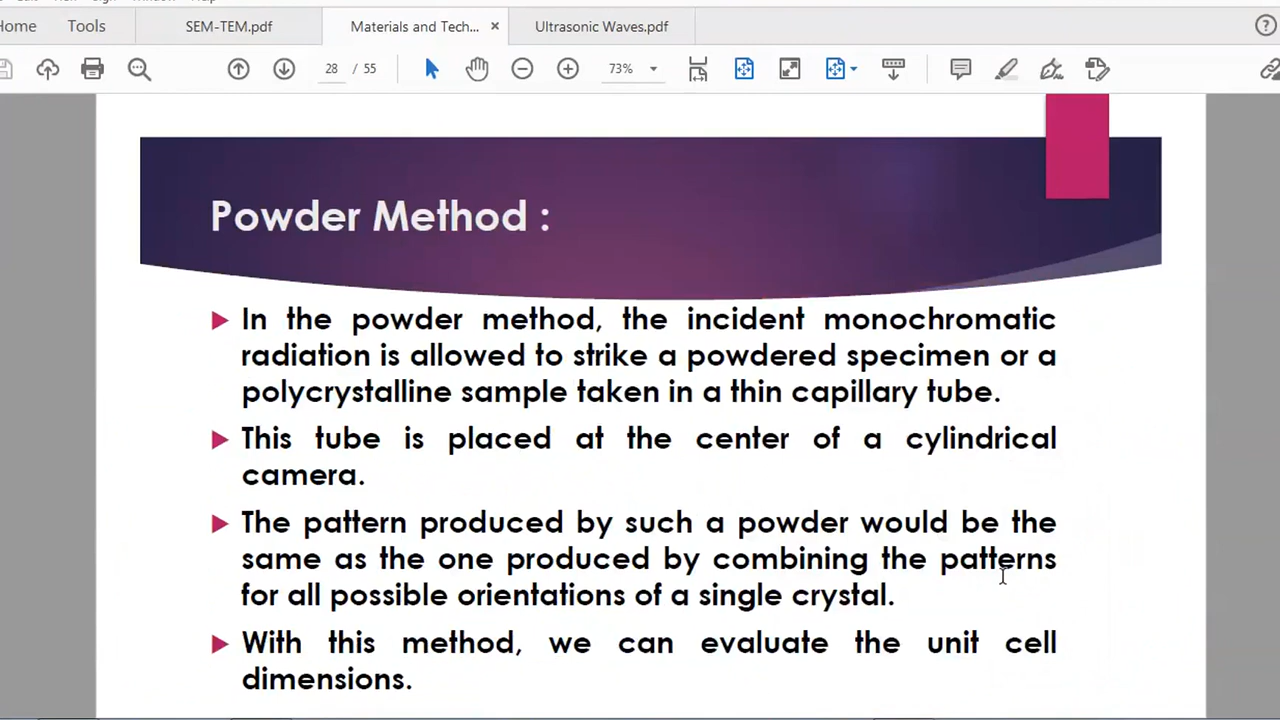 Home Tools SEM-TEM.pdf Materials and Tech... × Ultrasonic Waves.pdf
28 / 55 73%
Powder Method :
In the powder method, the incident monochromatic
radiation is allowed to strike a powdered specimen or a
polycrystalline sample taken in a thin capillary tube.
This tube is placed at the center of a cylindrical
camera.
The pattern produced by such a powder would be the
same as the one produced by combining the patterns
for all possible orientations of a single crystal.
With this method, we can evaluate the unit cell
dimensions.